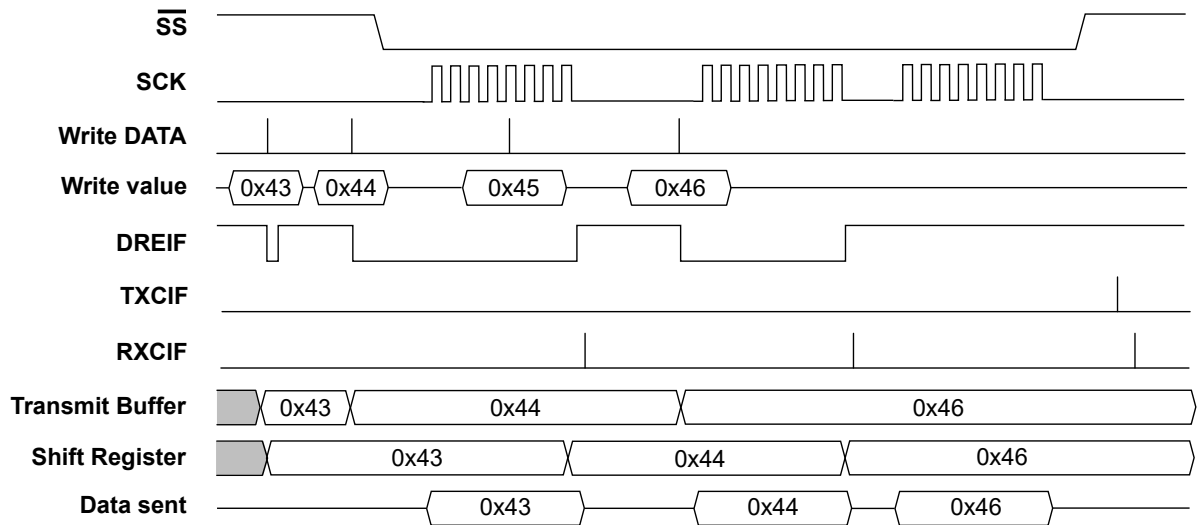 SS
SCK
Write DATA
Write value 0x43 0x44 0x45 0x46
DREIF
TXCIF
RXCIF
Transmit Buffer 0x43 0x44 0x46
Shift Register 0x43 0x44 0x46
Data sent 0x43 0x44 0x46